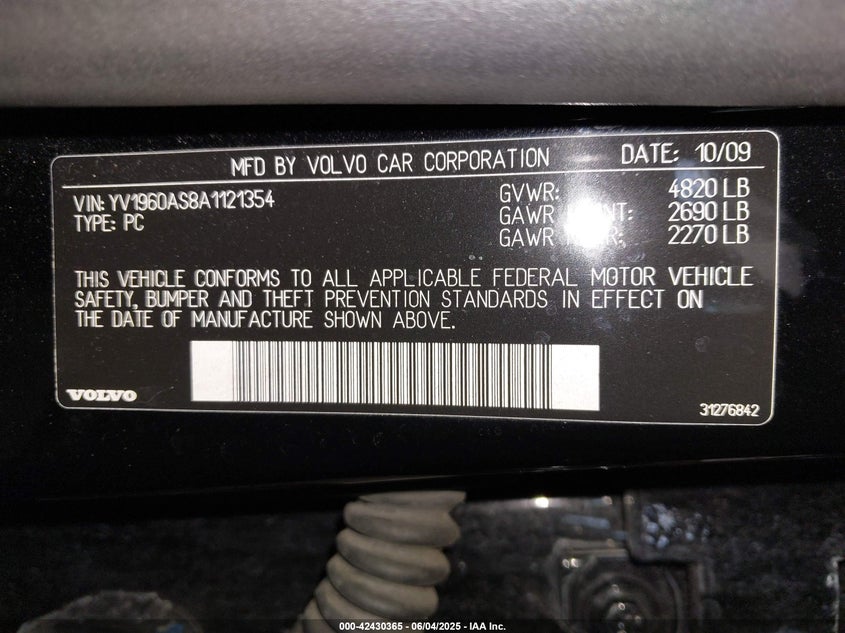 MFD BY VOLVO CAR CORPORATION DATE: 10/09
VIN: YV1960AS8A1121354
TYPE: PC
GVWR: 4820 LB
GAWR 2690 LB
GAWR 2270 LB
THIS VEHICLE CONFORMS TO ALL APPLICABLE FEDERAL MOTOR VEHICLE
SAFETY, BUMPER AND THEFT PREVENTION STANDARDS IN EFFECT ON
THE DATE OF MANUFACTURE SHOWN ABOVE.
VOLVO
31276842
000-42430365 - 06/04/2025 - IAA Inc.